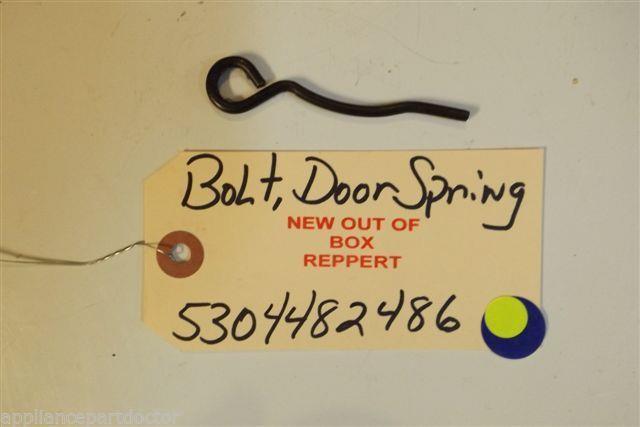 Bolt, Door Spring
NEW OUT OF
BOX
REPPERT
5304482486
appliancepartdoctor